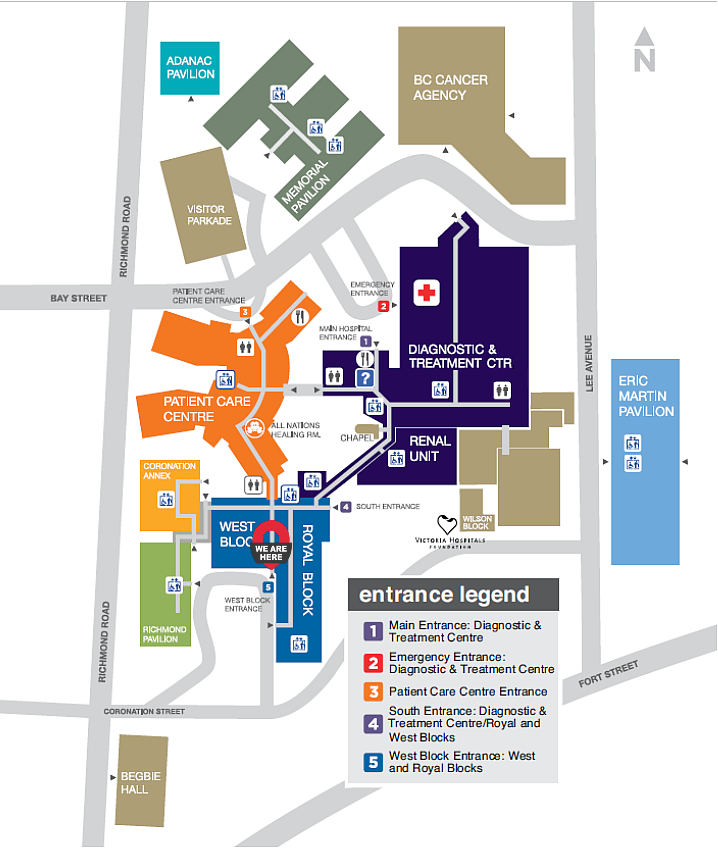 ADANAC
PAVILION
BC CANCER
AGENCY
N
MEMORIAL
PAVILION
VISITOR
PARKADE
RICHMOND ROAD
BAY STREET
PATIENT CARE
CENTRE ENTRANCE
3
EMERGENCY
ENTRANCE
2
MAIN HOSPITAL
ENTRANCE
1
?
DIAGNOSTIC &
TREATMENT CTR
LEE AVENUE
ERIC
MARTIN
PAVILION
PATIENT CARE
CENTRE
ALL NATIONS
HEALING RM.
CHAPEL
RENAL
UNIT
CORONATION
ANNEX
4
SOUTH ENTRANCE
WEST
BLOCK
WE ARE
HERE
ROYAL BLOCK
WILSON
BLOCK
VICTORIA HOSPITALS
FOUNDATION
5
WEST BLOCK
ENTRANCE
RICHMOND
PAVILION
RICHMOND ROAD
CORONATION STREET
FORT STREET
BEGBIE
HALL
entrance legend
1 Main Entrance: Diagnostic &
Treatment Centre
2 Emergency Entrance:
Diagnostic & Treatment Centre
3 Patient Care Centre Entrance
4 South Entrance: Diagnostic &
Treatment Centre/Royal and
West Blocks
5 West Block Entrance: West
and Royal Blocks